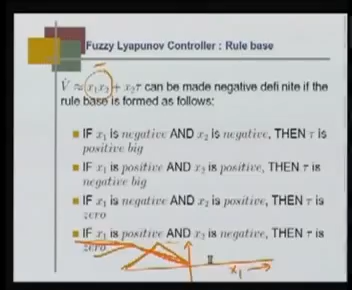 Fuzzy Lyapunov Controller : Rule base
V̇ ≈ x₁x₂ + x₂τ can be made negative defi nite if the
rule base is formed as follows:
IF x₁ is negative AND x₂ is negative, THEN τ is
positive big
IF x₁ is positive AND x₂ is positive, THEN τ is
negative big
IF x₁ is negative AND x₂ is positive, THEN τ is
zero
IF x₁ is positive AND x₂ is negative, THEN τ is
zero
x₁